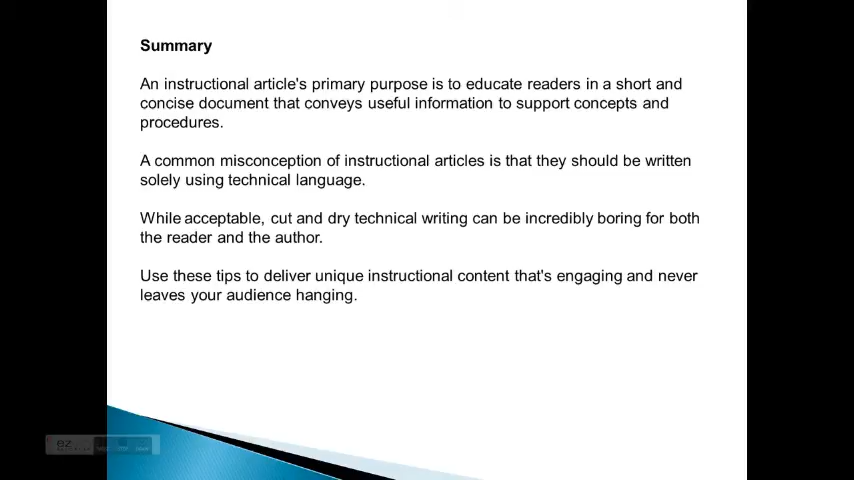 Summary
An instructional article's primary purpose is to educate readers in a short and
concise document that conveys useful information to support concepts and
procedures.
A common misconception of instructional articles is that they should be written
solely using technical language.
While acceptable, cut and dry technical writing can be incredibly boring for both
the reader and the author.
Use these tips to deliver unique instructional content that's engaging and never
leaves your audience hanging.